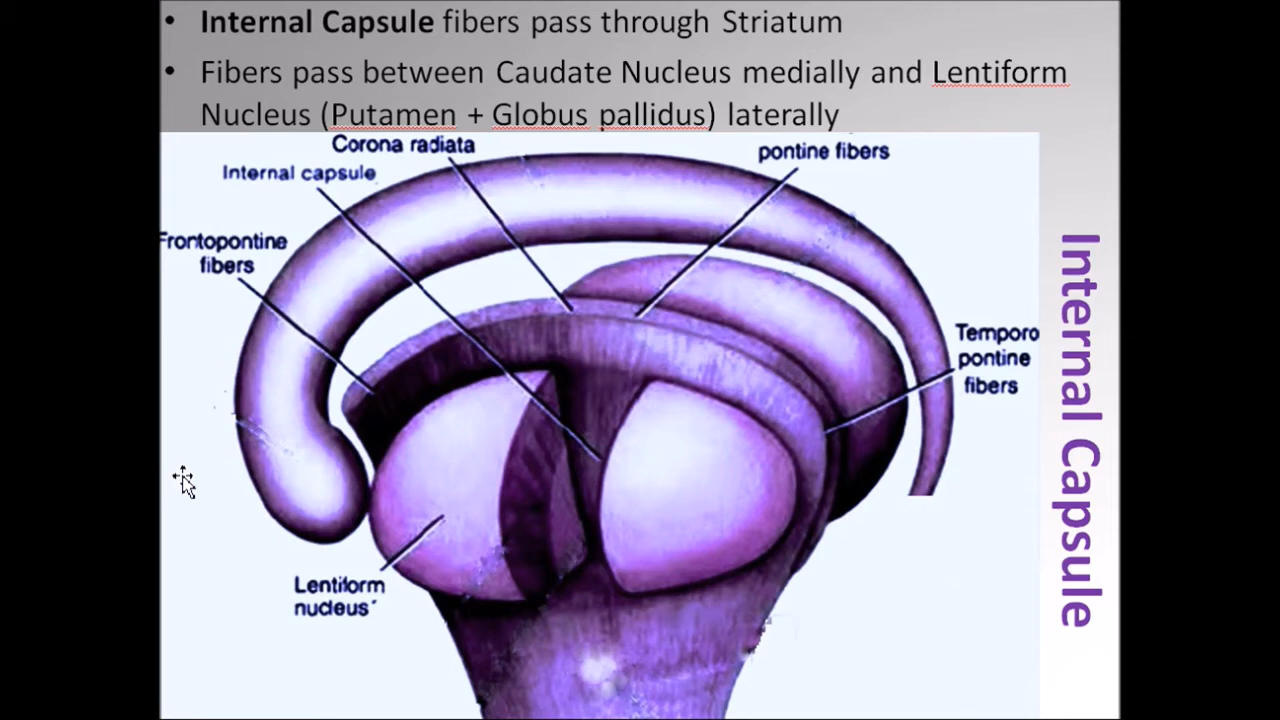 • Internal Capsule fibers pass through Striatum
• Fibers pass between Caudate Nucleus medially and Lentiform
Nucleus (Putamen + Globus pallidus) laterally
Corona radiata
pontine fibers
Internal capsule
Frontopontine
fibers
Temporo
pontine
fibers
Lentiform
nucleus
Internal Capsule